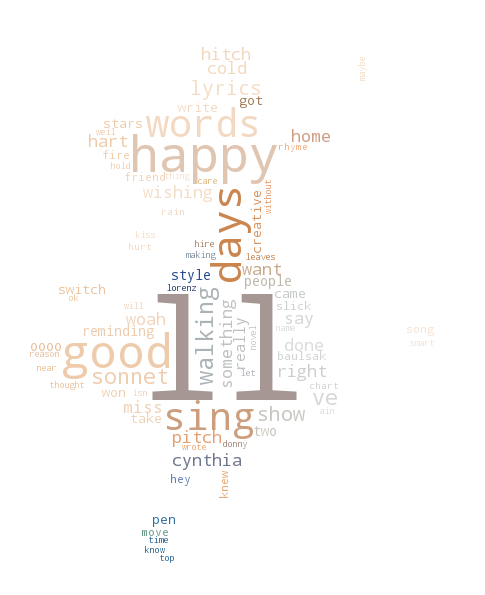 hitch
maybe
cold
lyrics
got
write
words
stars
home
well
hart
happy
rhyme
fire
hold
friend
thing
care
wishing
days
creative
without
rain
kiss
hurt
hire
making
leaves
style
want
people
lorenz
switch
ok
ll
walking
something
really
novel
let
came
slick
will
woah
say
name
reminding
song
smart
oooo
good
done
reason
baulsak
near
sonnet
right
thought
won
isn
chart
ve
miss
take
sing
show
ain
pitch
two
wrote
donny
cynthia
hey
knew
pen
move
time
know
top